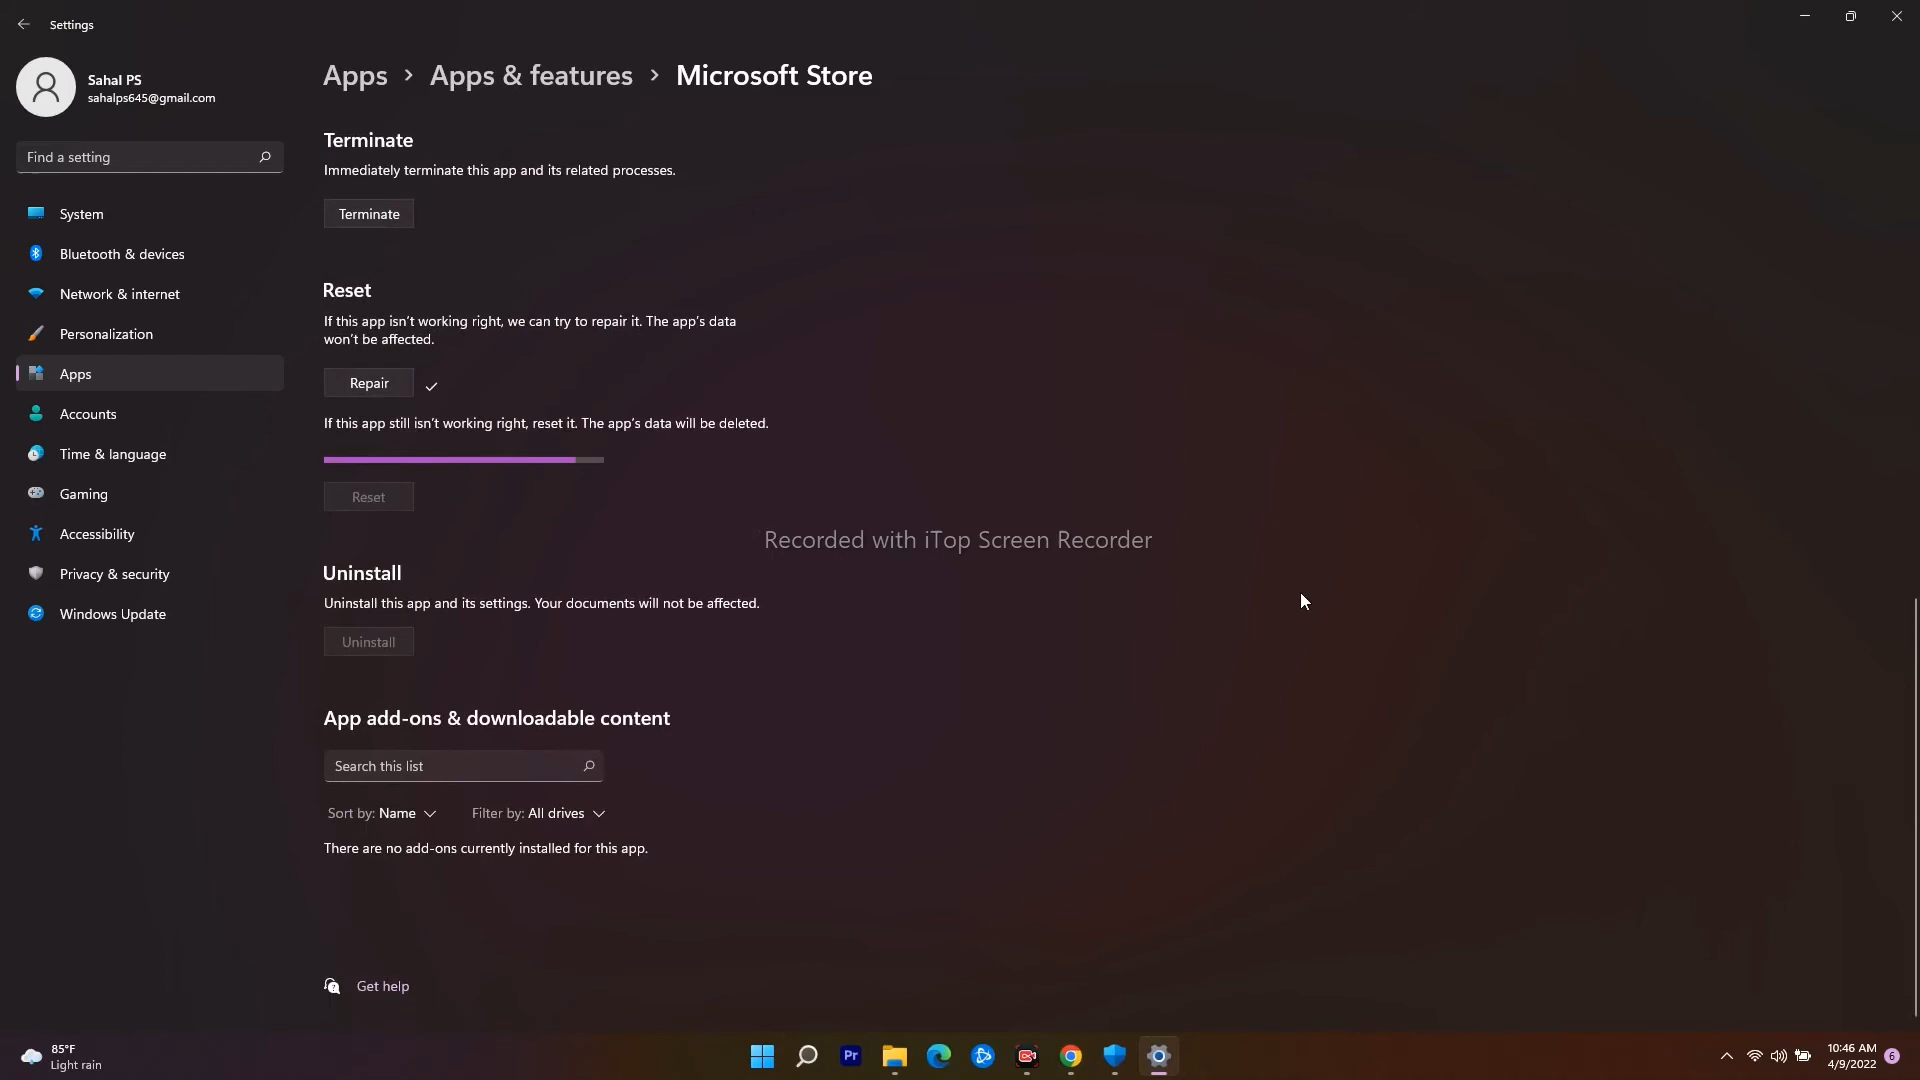 Settings
Sahal PS
sahalps645@gmail.com
Find a setting
System
Bluetooth & devices
Network & internet
Personalization
Apps
Accounts
Time & language
Gaming
Accessibility
Privacy & security
Windows Update
Apps > Apps & features > Microsoft Store
Terminate
Immediately terminate this app and its related processes.
Terminate
Reset
If this app isn't working right, we can try to repair it. The app's data
won't be affected.
Repair
If this app still isn't working right, reset it. The app's data will be deleted.
Reset
Recorded with iTop Screen Recorder
Uninstall
Uninstall this app and its settings. Your documents will not be affected.
Uninstall
App add-ons & downloadable content
Search this list
Sort by: Name Filter by: All drives
There are no add-ons currently installed for this app.
Get help
85°F
Light rain
Pr
10:46 AM
4/9/2022
6